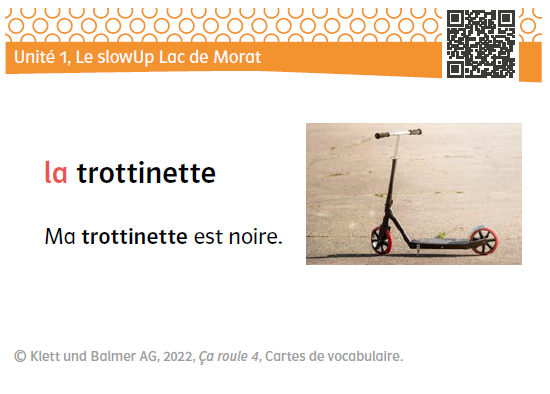 Unité 1, Le slowUp Lac de Morat
la trottinette
Ma trottinette est noire.
© Klett und Balmer AG, 2022, Ça roule 4, Cartes de vocabulaire.